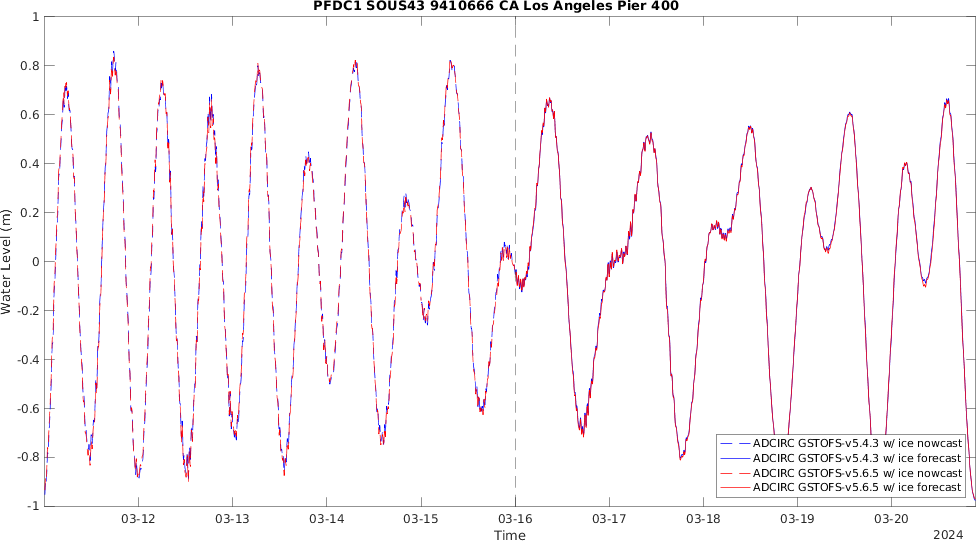 PFDC1 SOUS43 9410666 CA Los Angeles Pier 400
Water Level (m)
1
0.8
0.6
0.4
0.2
0
-0.2
-0.4
-0.6
-0.8
-1
ADCIRC GSTOFS-v5.4.3 w/ ice nowcast
ADCIRC GSTOFS-v5.4.3 w/ ice forecast
ADCIRC GSTOFS-v5.6.5 w/ ice nowcast
ADCIRC GSTOFS-v5.6.5 w/ ice forecast
03-12 03-13 03-14 03-15 03-16 03-17 03-18 03-19 03-20
Time
2024